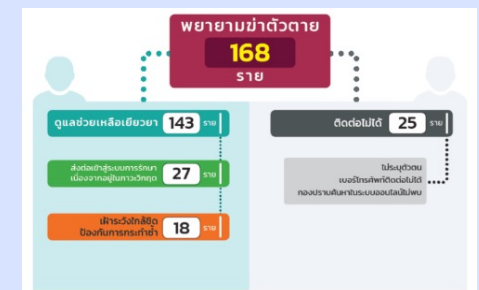 พยายามฆ่าตัวตาย
168
ราย
ดูแลช่วยเหลือเยียวยา 143 ราย
ส่งต่อเข้าสู่ระบบการรักษา
เนื่องจากอยู่ในภาวะวิกฤต 27 ราย
เฝ้าระวังใกล้ชิด
ป้องกันการกระทำซ้ำ 18 ราย
ติดต่อไม่ได้ 25 ราย
ไม่ระบุตัวตน
เบอร์โทรศัพท์ติดต่อไม่ได้
กองปราบค้นหาในระบบออนไลน์ไม่พบ